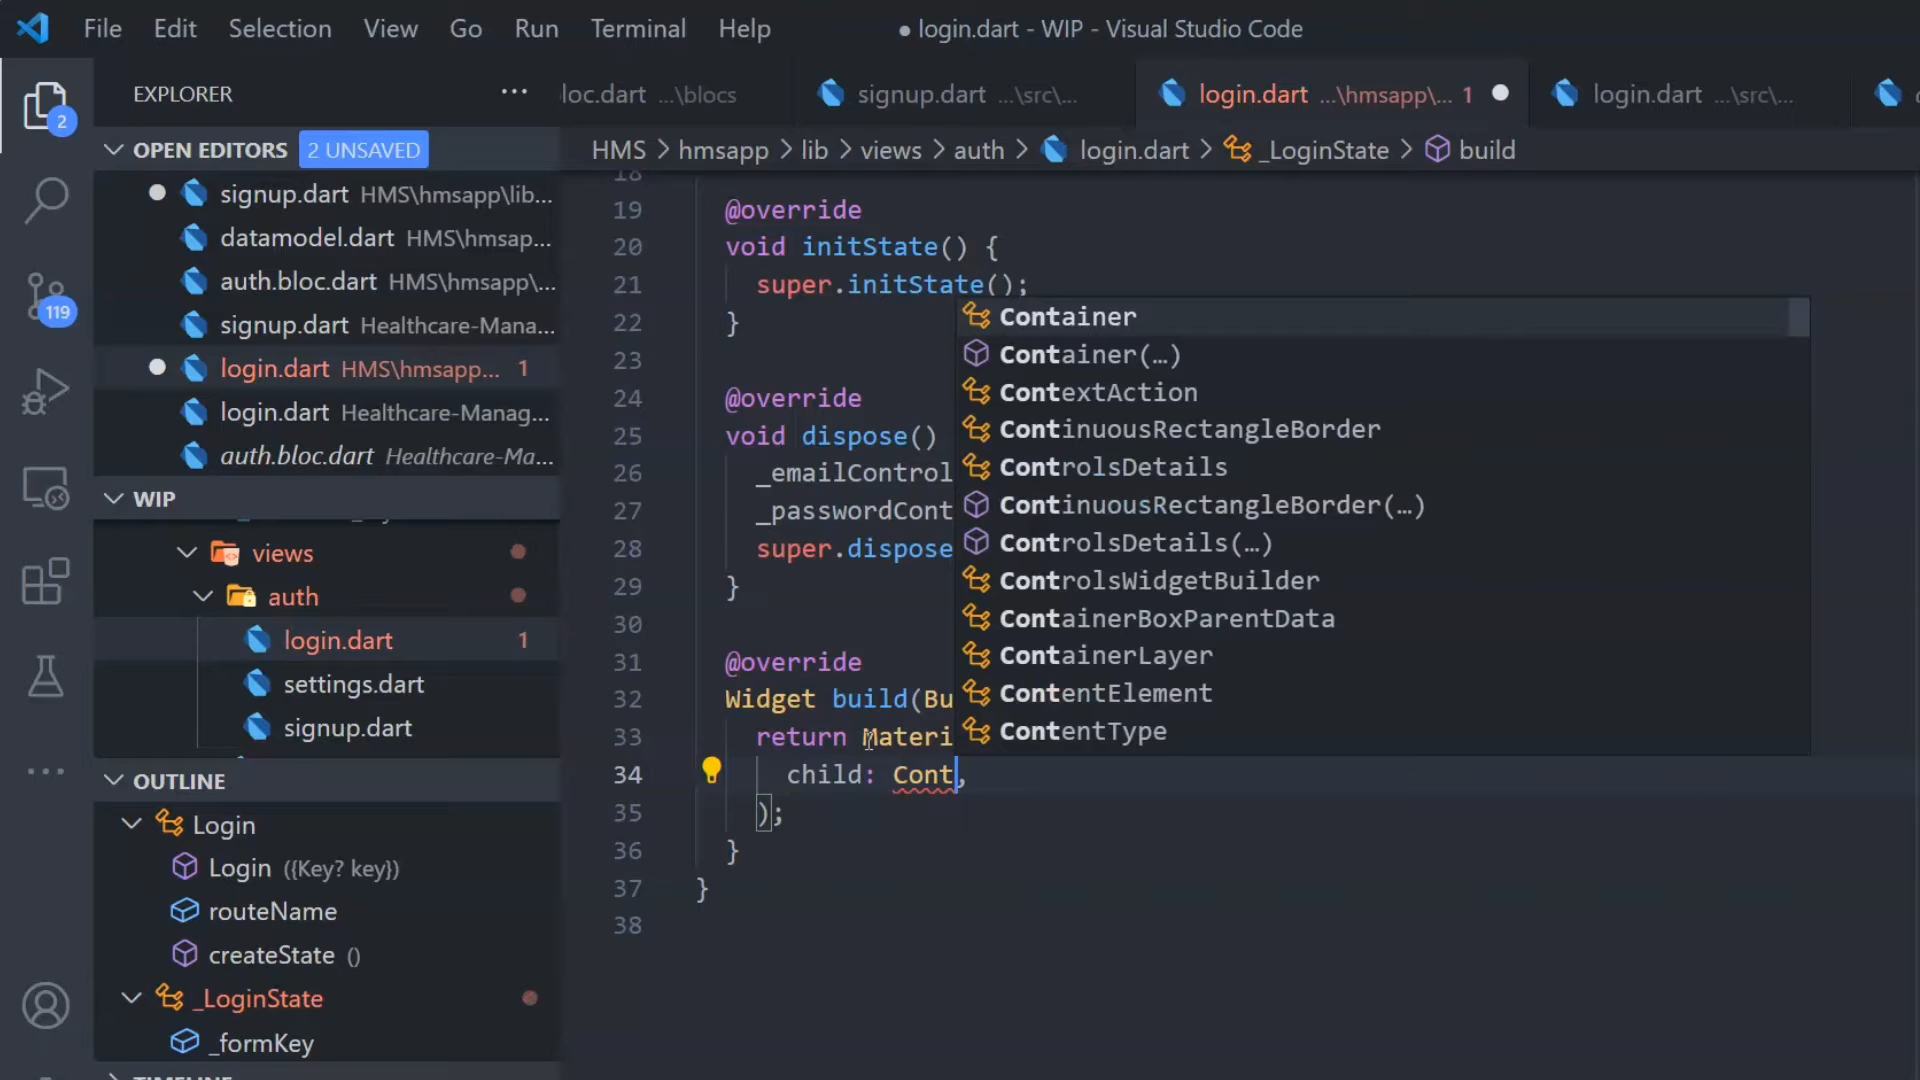 File Edit Selection View Go Run Terminal Help
● login.dart - WIP - Visual Studio Code
EXPLORER ...
loc.dart ...\blocs
signup.dart ...\src\...
login.dart ...\hmsapp\... 1
login.dart ...\src\...
2
OPEN EDITORS 2 UNSAVED
HMS > hmsapp > lib > views > auth > login.dart > _LoginState > build
signup.dart HMS\hmsapp\lib...
datamodel.dart HMS\hmsap...
auth.bloc.dart HMS\hmsapp\...
signup.dart Healthcare-Mana...
login.dart HMS\hmsapp... 1
login.dart Healthcare-Manag...
auth.bloc.dart Healthcare-Ma...
119
WIP
views
auth
login.dart 1
settings.dart
signup.dart
OUTLINE
Login
Login ({Key? key})
routeName
createState ()
_LoginState
_formKey
TIMELINE
18
19 @override
20 void initState() {
21 super.initState();
22 }
23
24 @override
25 void dispose()
26 _emailControl
27 _passwordCont
28 super.dispose
29 }
30
31 @override
32 Widget build(Bu
33 return Materi
34 child: Cont,
35 );
36 }
37 }
38
Container
Container(…)
ContextAction
ContinuousRectangleBorder
ControlsDetails
ContinuousRectangleBorder(…)
ControlsDetails(…)
ControlsWidgetBuilder
ContainerBoxParentData
ContainerLayer
ContentElement
ContentType